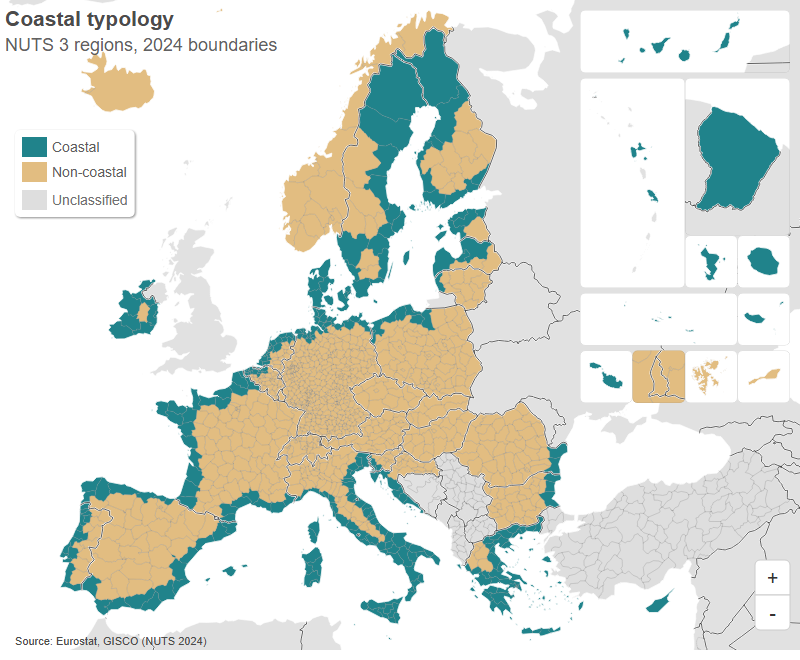 Coastal typology
NUTS 3 regions, 2024 boundaries
Coastal
Non-coastal
Unclassified
+
-
Source: Eurostat, GISCO (NUTS 2024)